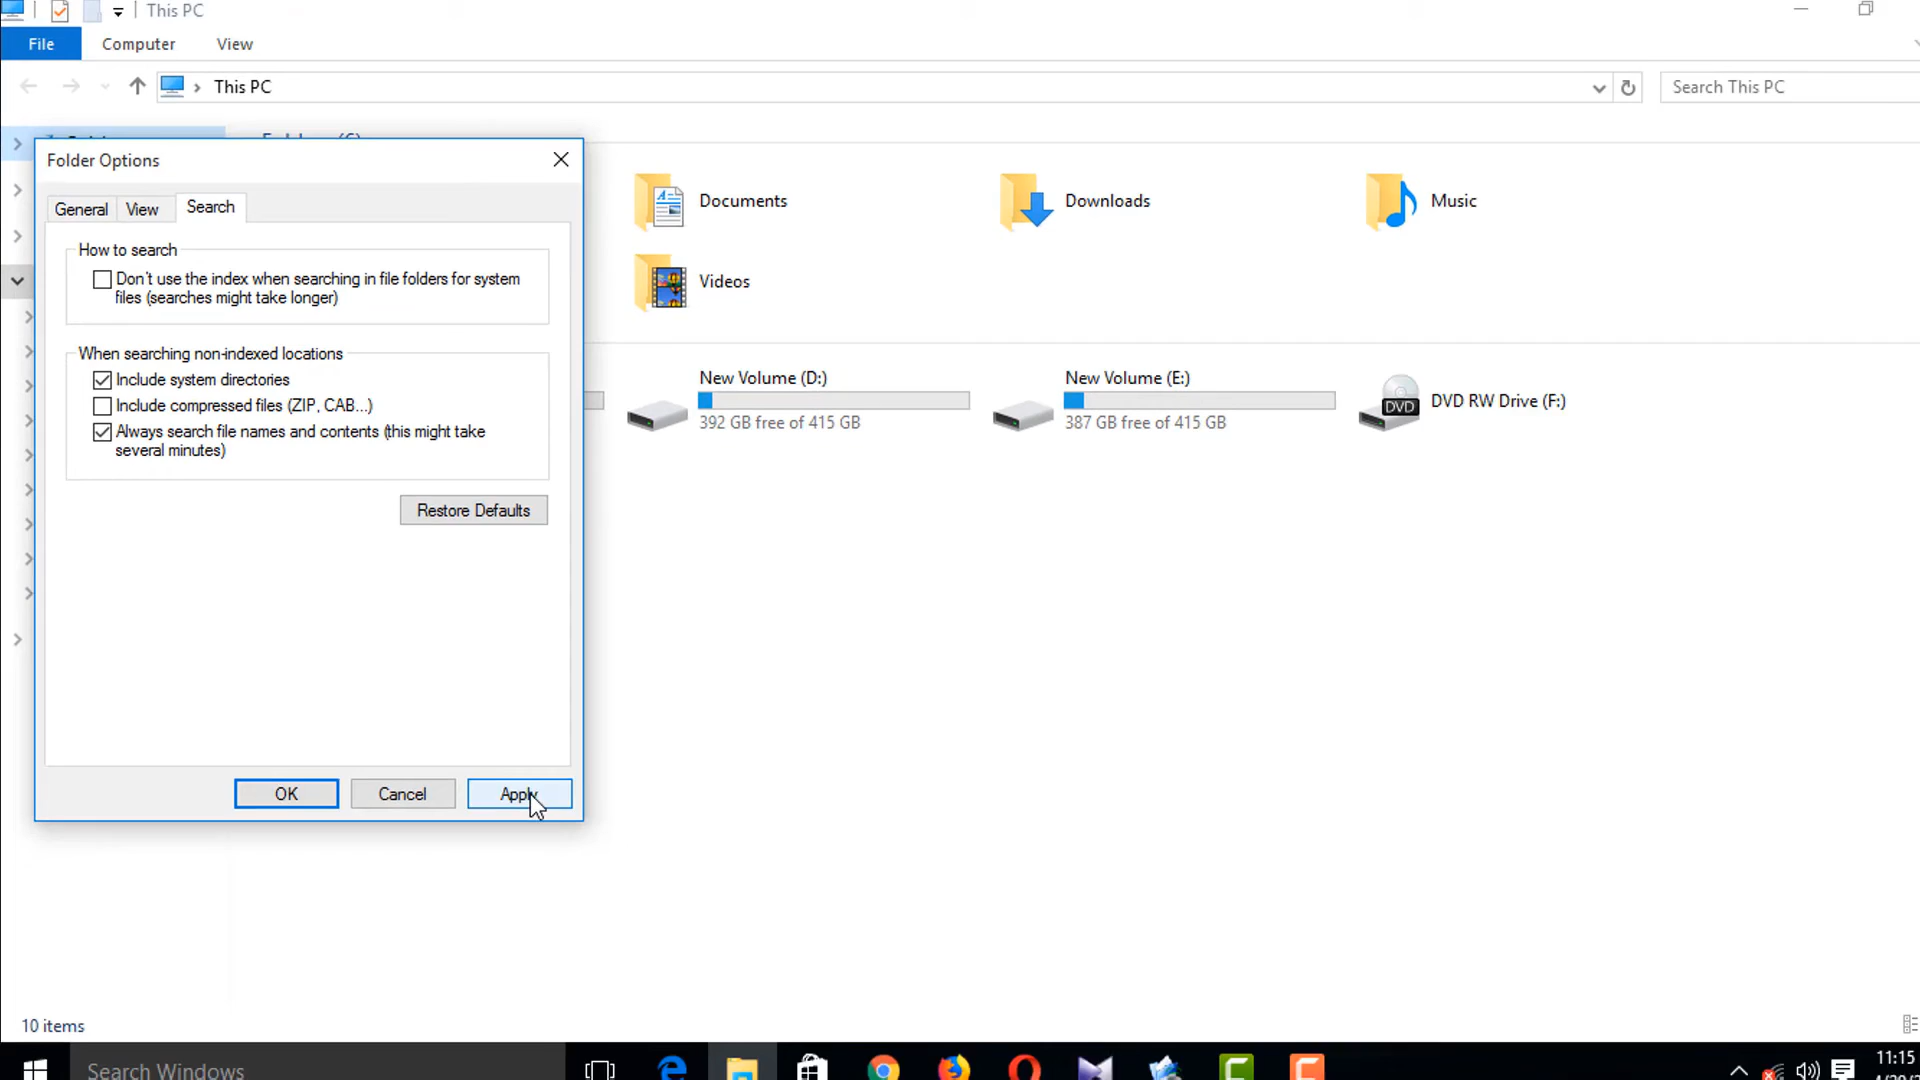 This PC
File Computer View
This PC Search This PC
Folder Options
General View Search
How to search
Don't use the index when searching in file folders for system
files (searches might take longer)
When searching non-indexed locations
Include system directories
Include compressed files (ZIP, CAB...)
Always search file names and contents (this might take
several minutes)
Restore Defaults
OK Cancel Apply
Documents Downloads Music
Videos
New Volume (D:) New Volume (E:)
DVD DVD RW Drive (F:)
392 GB free of 415 GB 387 GB free of 415 GB
10 items
Search Windows
11:15